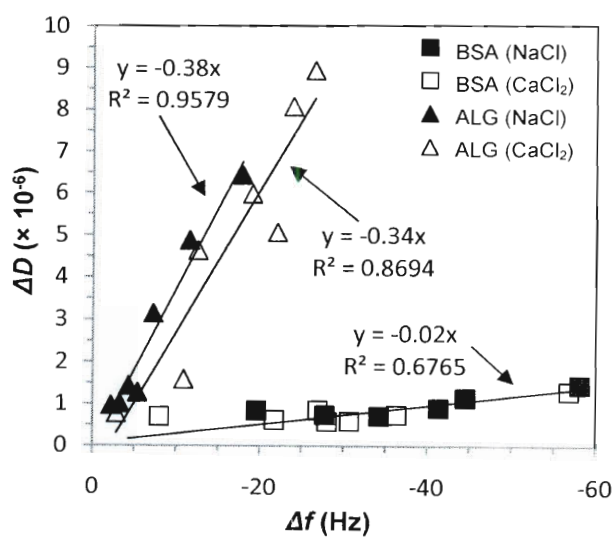 10
9
8
7
6
5
4
3
2
1
0
ΔD (× 10⁻⁶)
y = -0.38x
R² = 0.9579
■ BSA (NaCl)
□ BSA (CaCl₂)
▲ ALG (NaCl)
△ ALG (CaCl₂)
y = -0.34x
R² = 0.8694
y = -0.02x
R² = 0.6765
0 -20 -40 -60
Δf (Hz)